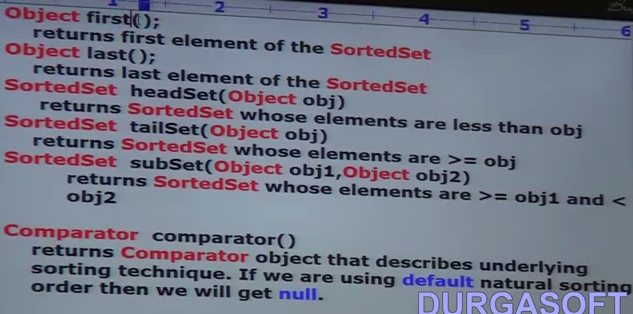 1 2 3 4 5 6
Object first();
returns first element of the SortedSet
Object last();
returns last element of the SortedSet
SortedSet headSet(Object obj)
returns SortedSet whose elements are less than obj
SortedSet tailSet(Object obj)
returns SortedSet whose elements are >= obj
SortedSet subSet(Object obj1,Object obj2)
returns SortedSet whose elements are >= obj1 and <
obj2
Comparator comparator()
returns Comparator object that describes underlying
sorting technique. If we are using default natural sorting
order then we will get null.
DURGASOFT